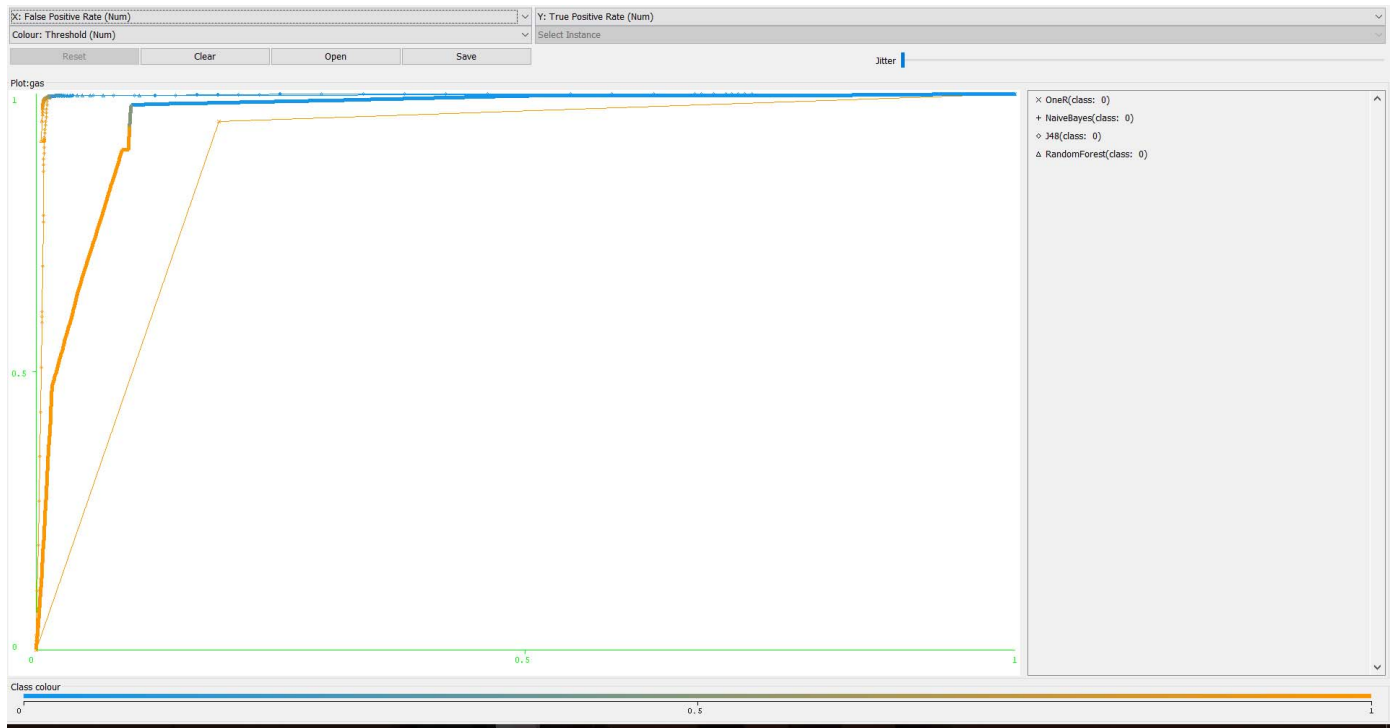 X: False Positive Rate (Num)
Y: True Positive Rate (Num)
Colour: Threshold (Num)
Select Instance
Reset
Clear
Open
Save
Jitter
Plot:gas
1
0.5
0
0
0.5
1
× OneR(class: 0)
+ NaiveBayes(class: 0)
◇ J48(class: 0)
△ RandomForest(class: 0)
Class colour
0
0.5
1